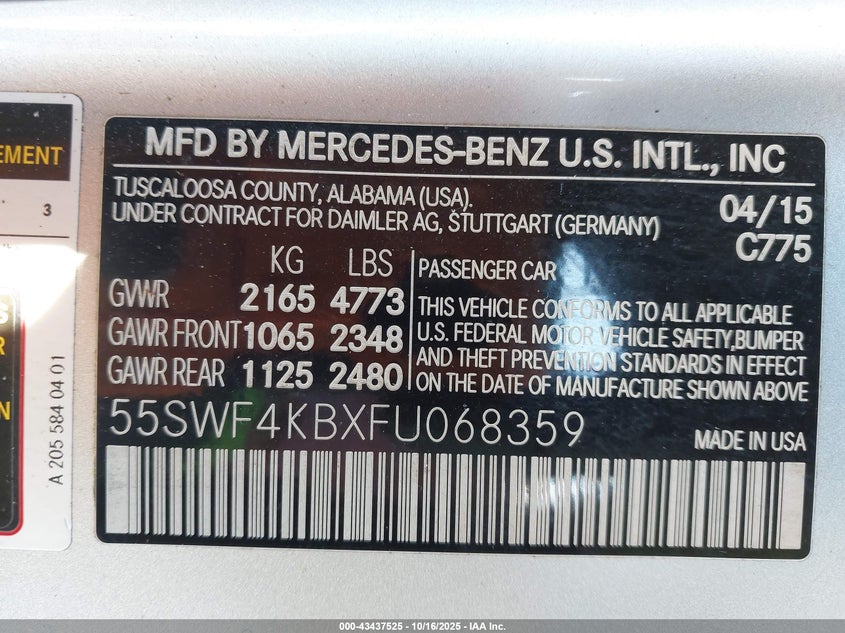 MFD BY MERCEDES-BENZ U.S. INTL., INC
TUSCALOOSA COUNTY, ALABAMA (USA).
UNDER CONTRACT FOR DAIMLER AG, STUTTGART (GERMANY)
04/15
C775
KG LBS
GVWR 2165 4773
GAWR FRONT 1065 2348
GAWR REAR 1125 2480
PASSENGER CAR
THIS VEHICLE CONFORMS TO ALL APPLICABLE
U.S. FEDERAL MOTOR VEHICLE SAFETY,BUMPER
AND THEFT PREVENTION STANDARDS IN EFFECT
ON THE DATE OF MANUFACTURE SHOWN ABOVE
55SWF4KBXFU068359
MADE IN USA
EMENT
3
S
R
N
A 205 584 04 01
000-43437525 - 10/16/2025 - IAA Inc.